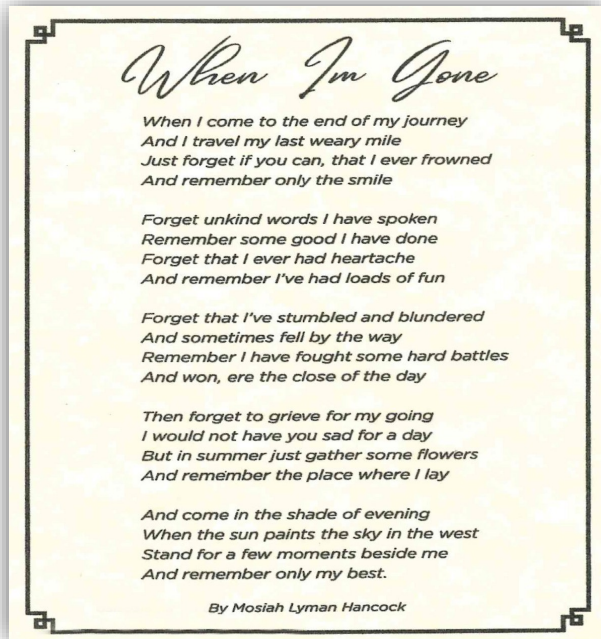 When Im Gone
When I come to the end of my journey
And I travel my last weary mile
Just forget if you can, that I ever frowned
And remember only the smile
Forget unkind words I have spoken
Remember some good I have done
Forget that I ever had heartache
And remember I've had loads of fun
Forget that I've stumbled and blundered
And sometimes fell by the way
Remember I have fought some hard battles
And won, ere the close of the day
Then forget to grieve for my going
I would not have you sad for a day
But in summer just gather some flowers
And remember the place where I lay
And come in the shade of evening
When the sun paints the sky in the west
Stand for a few moments beside me
And remember only my best.
By Mosiah Lyman Hancock